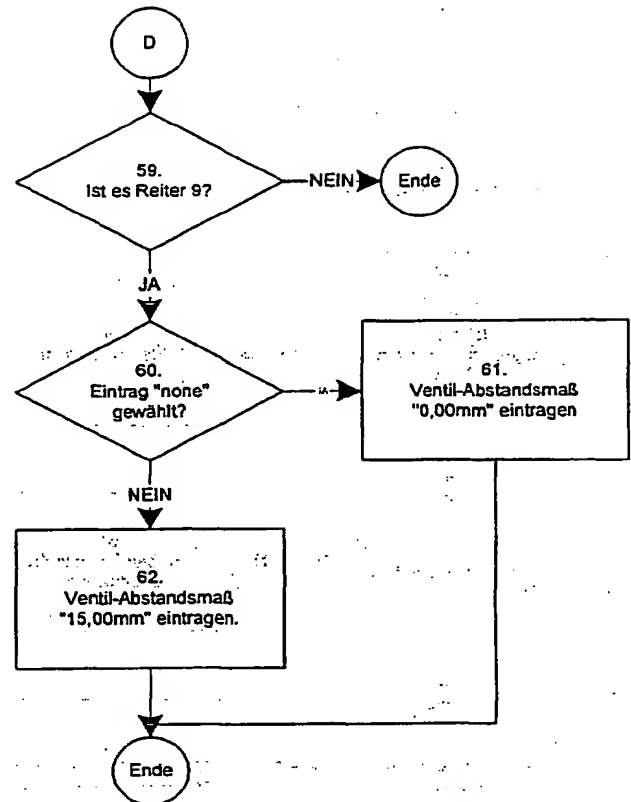 D
59.
Ist es Reiter 9?
NEIN
Ende
JA
60.
Eintrag "none"
gewählt?
JA
61.
Ventil-Abstandsmaß
"0,00mm" eintragen
NEIN
62.
Ventil-Abstandsmaß
"15,00mm" eintragen.
Ende